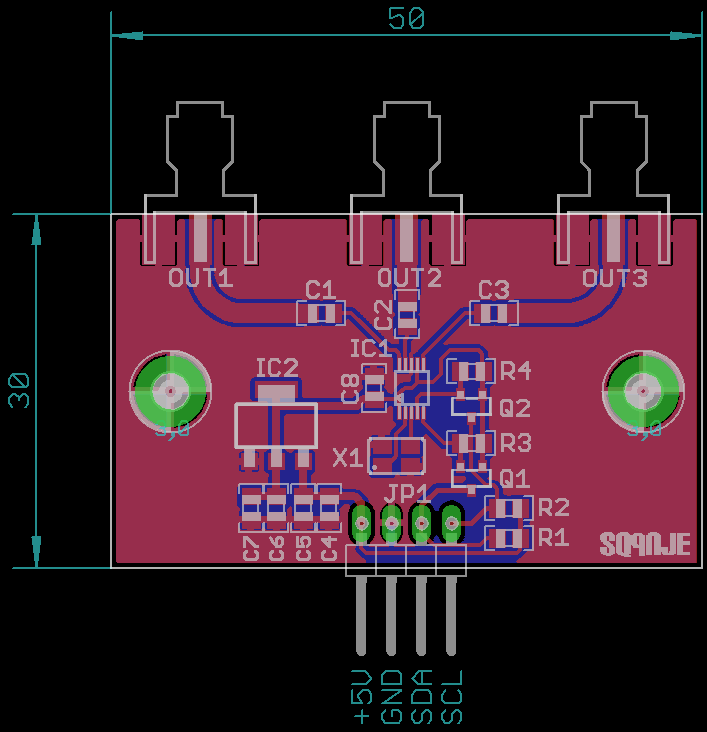 50
OUT1
OUT2
OUT3
C1
C2
C3
IC1
IC2
C8
R4
Q2
30
3,0
3,0
R3
X1
Q1
JP1
R2
R1
C7
C6
C5
C4
SQ9NJE
+5V
GND
SDA
SCL